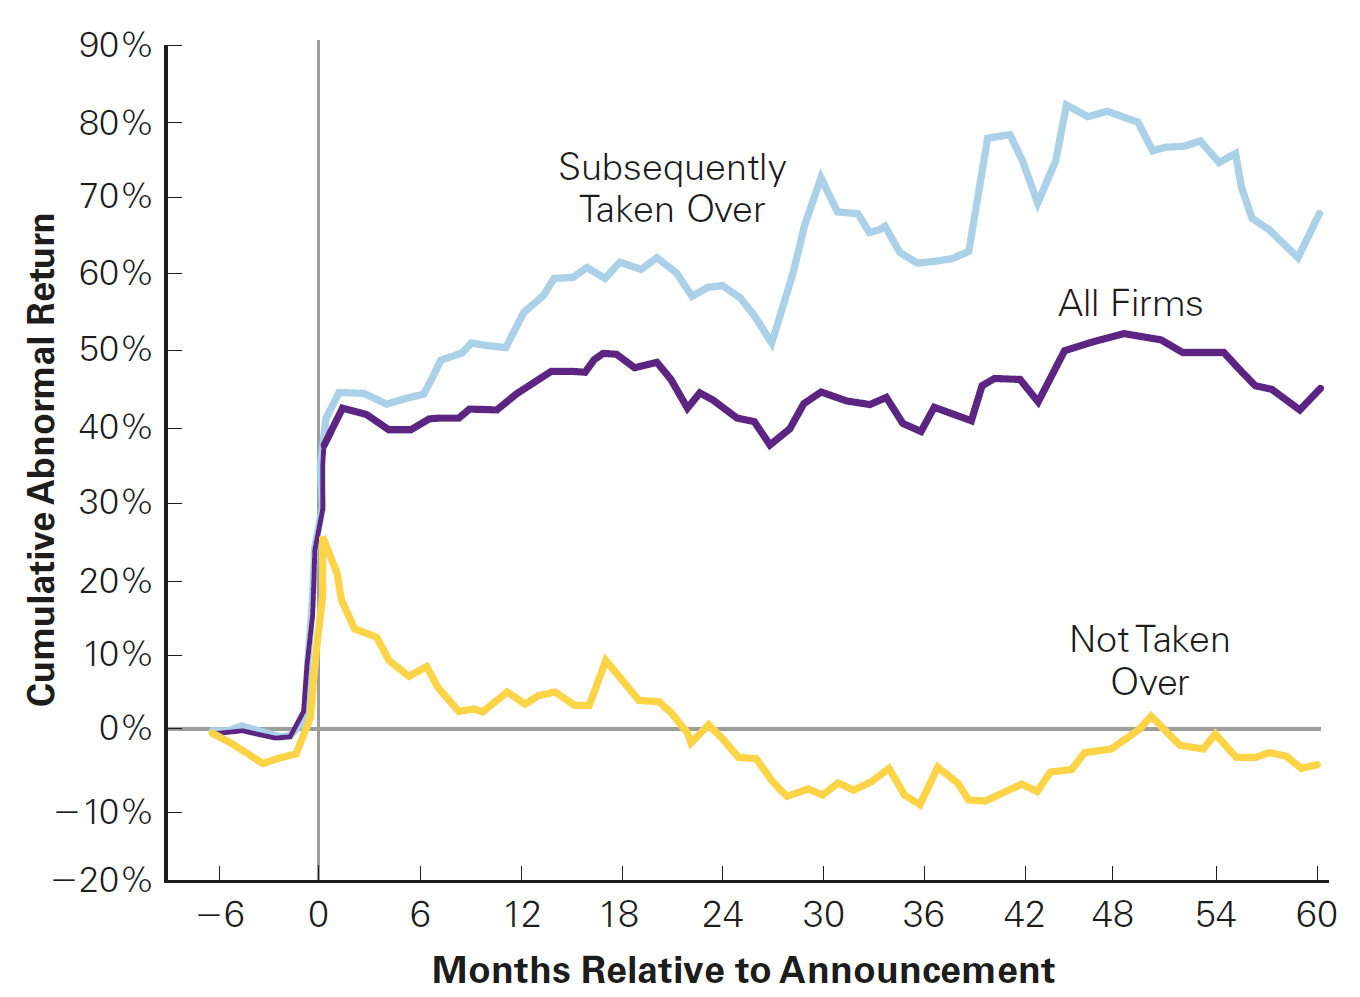 90%
80%
70%
60%
50%
40%
30%
20%
10%
0%
−10%
−20%
Cumulative Abnormal Return
Subsequently
Taken Over
All Firms
Not Taken
Over
−6 0 6 12 18 24 30 36 42 48 54 60
Months Relative to Announcement